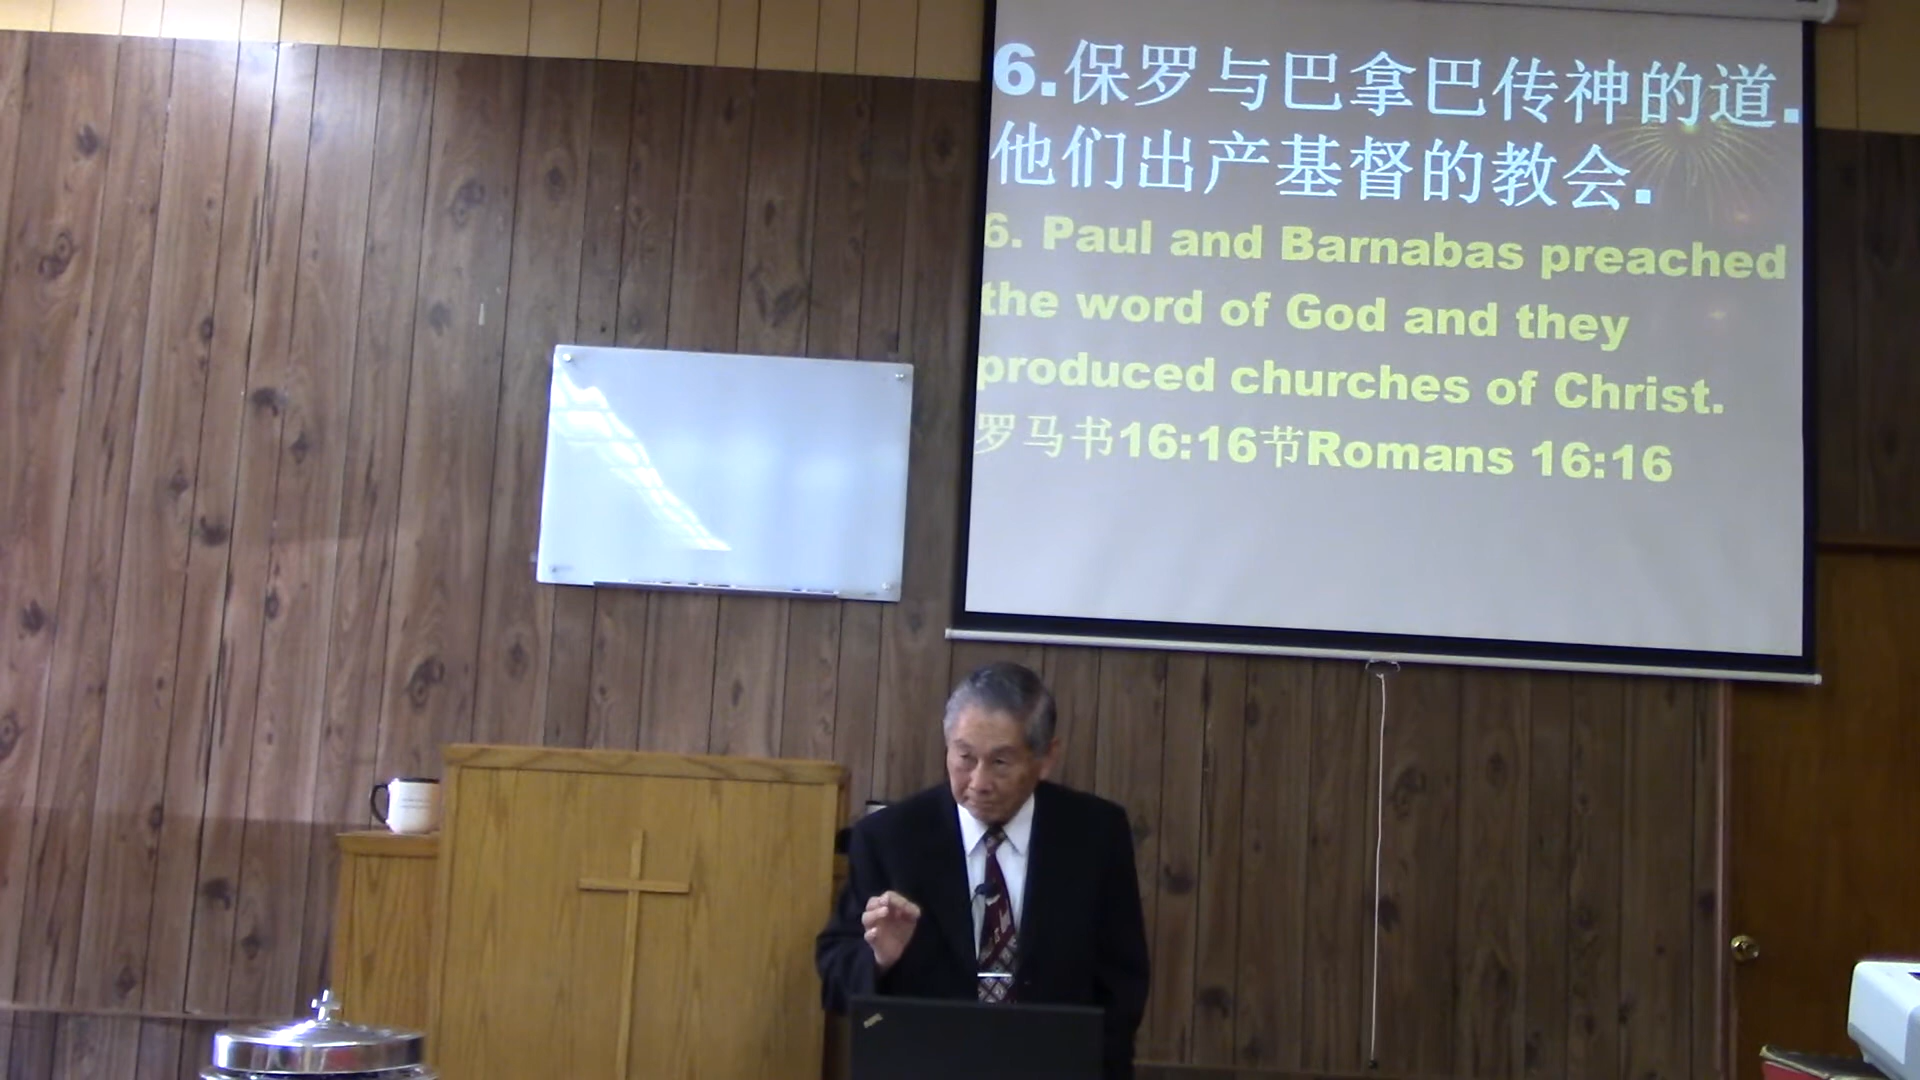 6.保罗与巴拿巴传神的道.
他们出产基督的教会.
6. Paul and Barnabas preached
the word of God and they
produced churches of Christ.
罗马书16:16节Romans 16:16